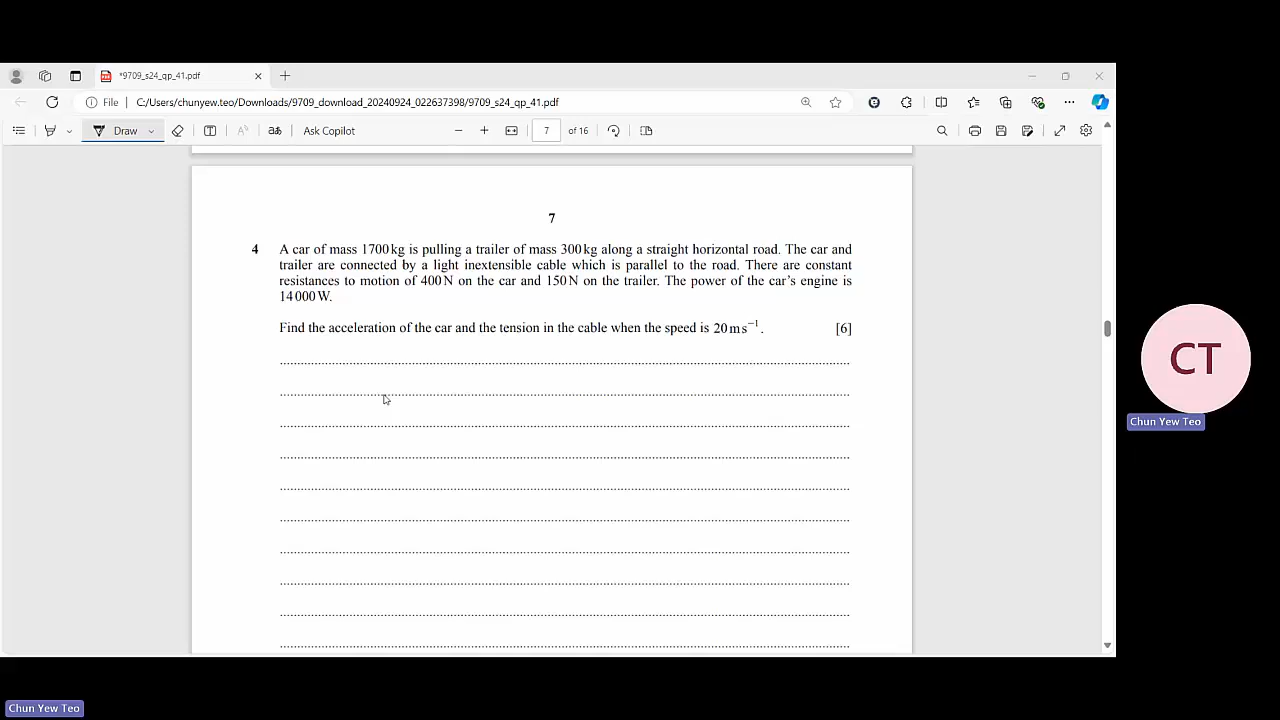 *9709_s24_qp_41.pdf
File
C:/Users/chunyew.teo/Downloads/9709_download_20240924_022637398/9709_s24_qp_41.pdf
Draw
aあ
Ask Copilot
7
of 16
7
4 A car of mass 1700 kg is pulling a trailer of mass 300 kg along a straight horizontal road. The car and
trailer are connected by a light inextensible cable which is parallel to the road. There are constant
resistances to motion of 400 N on the car and 150 N on the trailer. The power of the car's engine is
14 000 W.
Find the acceleration of the car and the tension in the cable when the speed is 20 m s⁻¹. [6]
CT
Chun Yew Teo
Chun Yew Teo